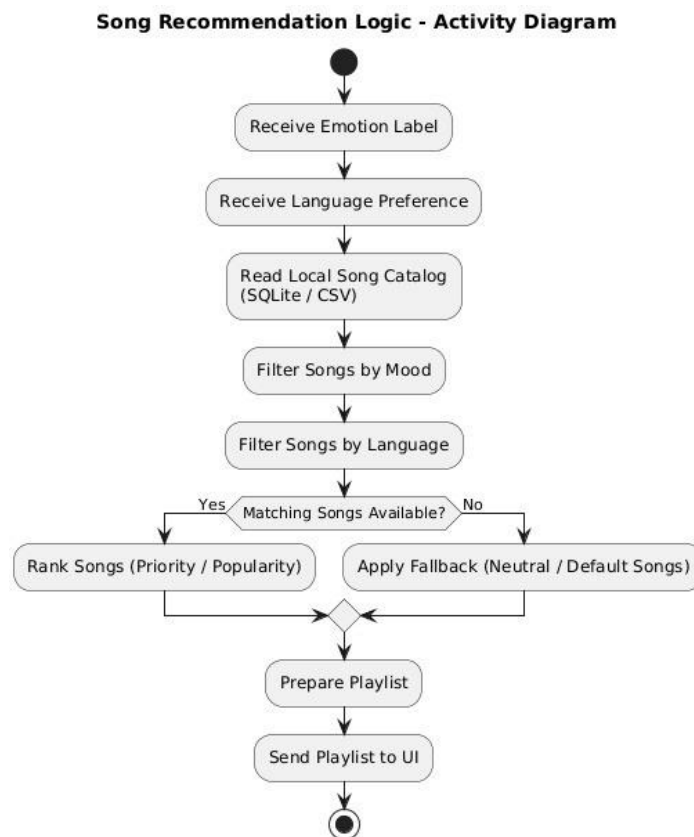 Song Recommendation Logic - Activity Diagram
Receive Emotion Label
Receive Language Preference
Read Local Song Catalog
(SQLite / CSV)
Filter Songs by Mood
Filter Songs by Language
Yes
Matching Songs Available?
No
Rank Songs (Priority / Popularity)
Apply Fallback (Neutral / Default Songs)
Prepare Playlist
Send Playlist to UI